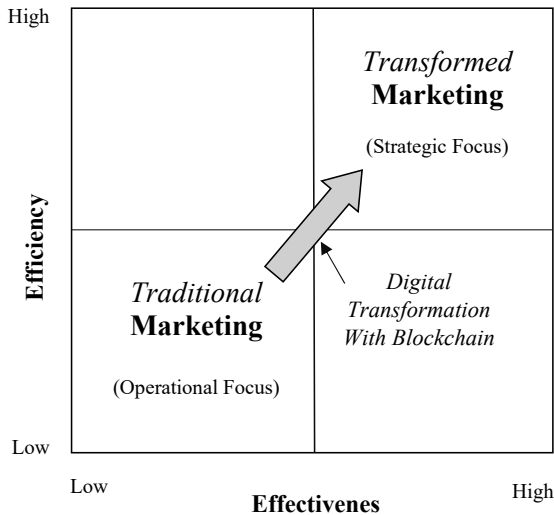 High
Transformed
Marketing
(Strategic Focus)
Efficiency
Traditional
Marketing
(Operational Focus)
Digital
Transformation
With Blockchain
Low
Low
High
Effectivenes